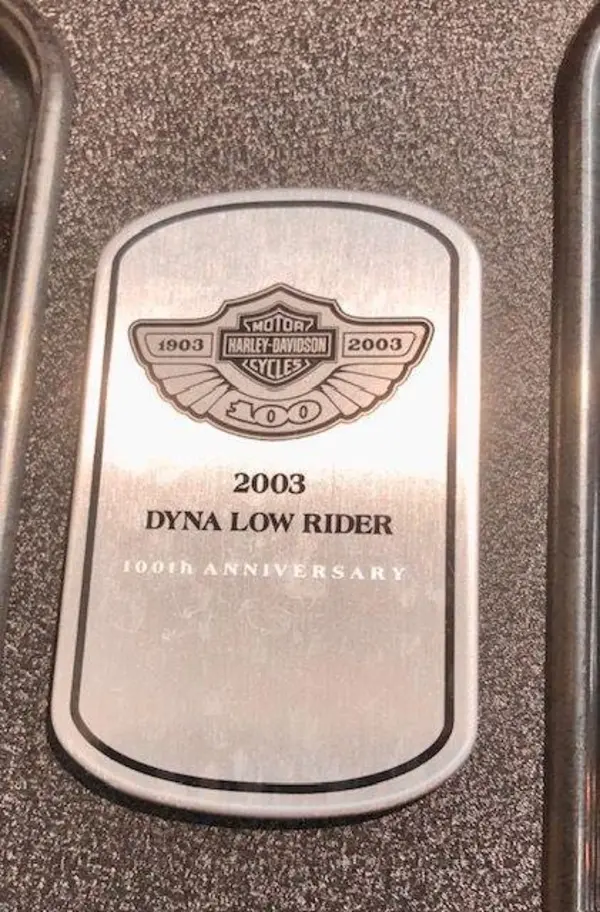 MOTOR
1903 HARLEY-DAVIDSON 2003
CYCLES
100
2003
DYNA LOW RIDER
100th ANNIVERSARY